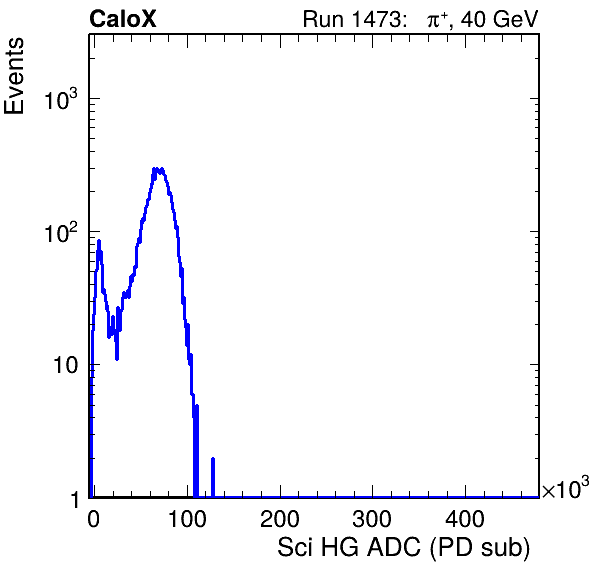 CaloX Run 1473: π⁺, 40 GeV
Events
10³
10²
10
1
0 100 200 300 400 ×10³
Sci HG ADC (PD sub)